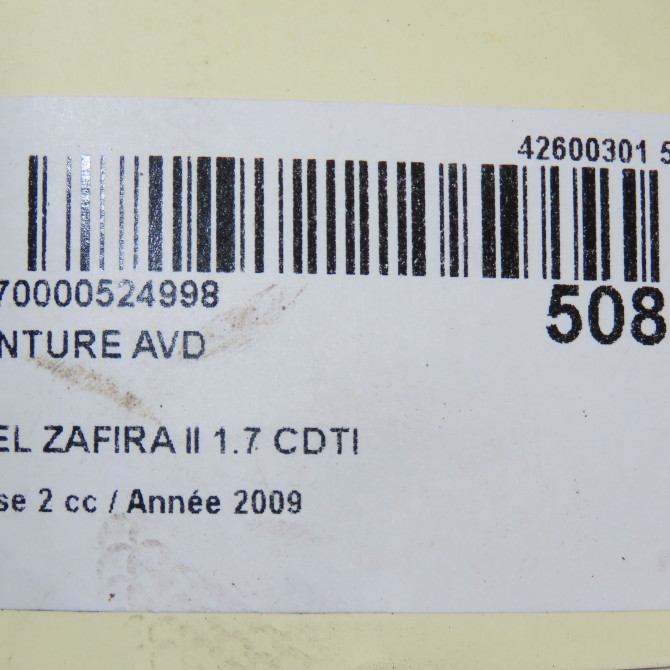 42600301 5
70000524998
508
NTURE AVD
EL ZAFIRA II 1.7 CDTI
se 2 cc / Année 2009